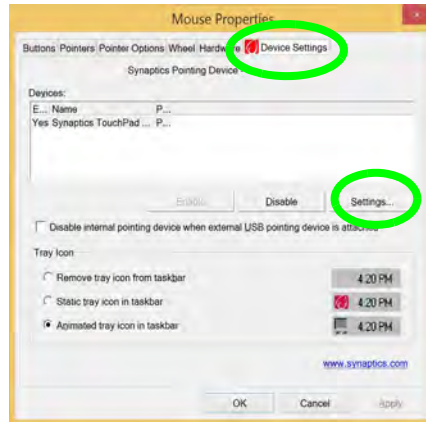 Mouse Properties
Buttons Pointers Pointer Options Wheel Hardware Device Settings
Synaptics Pointing Device -
Devices:
E... Name P...
Yes Synaptics TouchPad ... P...
Enable Disable Settings...
Disable internal pointing device when external USB pointing device is attached
Tray Icon
Remove tray icon from taskbar 4:20 PM
Static tray icon in taskbar 4:20 PM
Animated tray icon in taskbar 4:20 PM
www.synaptics.com
OK Cancel Apply